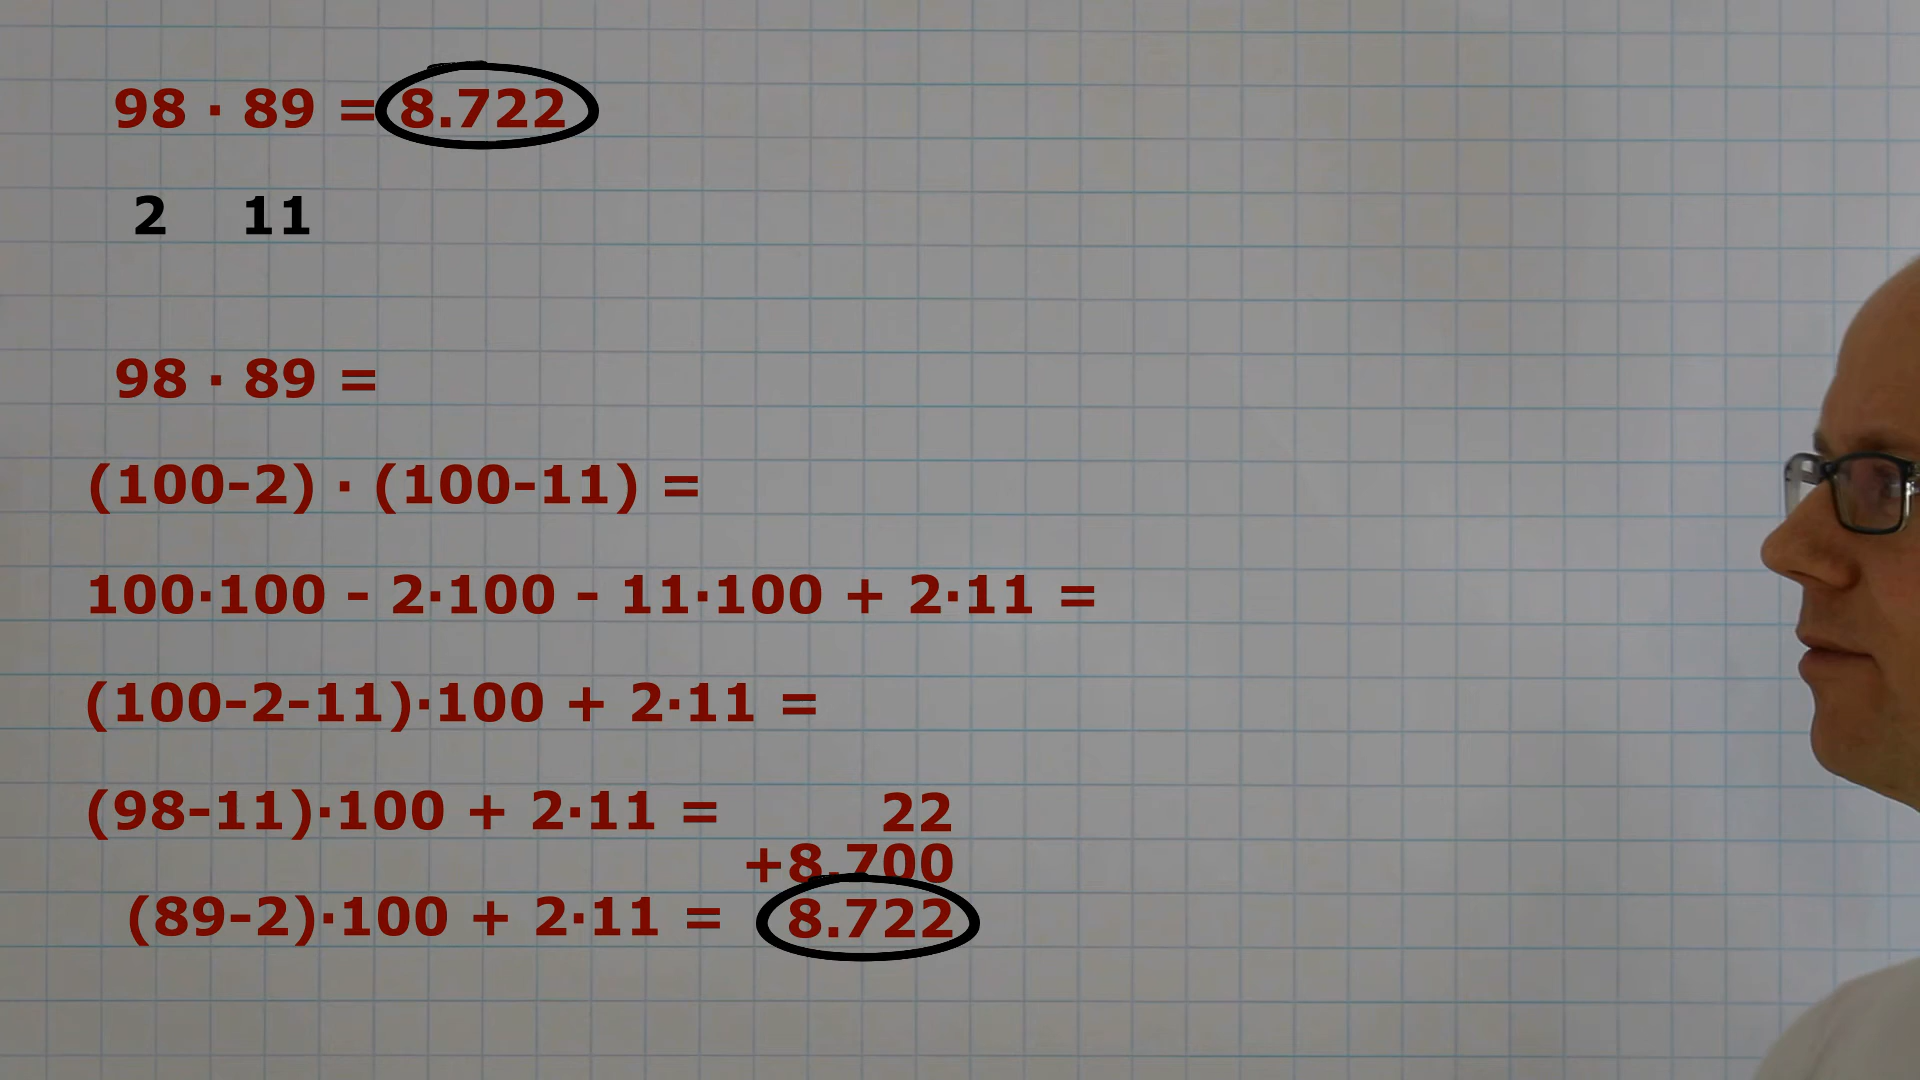 98 · 89 = 8.722
2 11
98 · 89 =
(100-2) · (100-11) =
100·100 - 2·100 - 11·100 + 2·11 =
(100-2-11)·100 + 2·11 =
(98-11)·100 + 2·11 =
22
+8.700
(89-2)·100 + 2·11 = 8.722